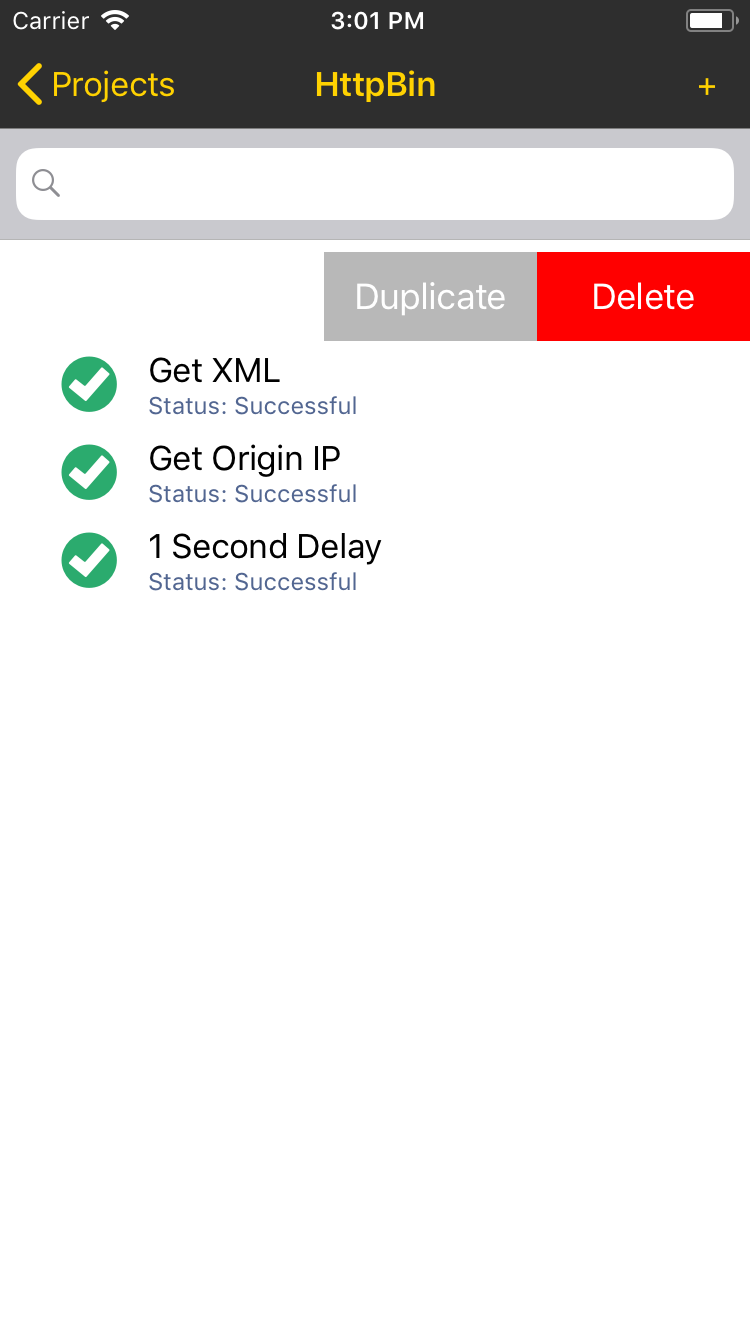 Carrier 3:01 PM
Projects HttpBin +
Duplicate Delete
Get XML
Status: Successful
Get Origin IP
Status: Successful
1 Second Delay
Status: Successful